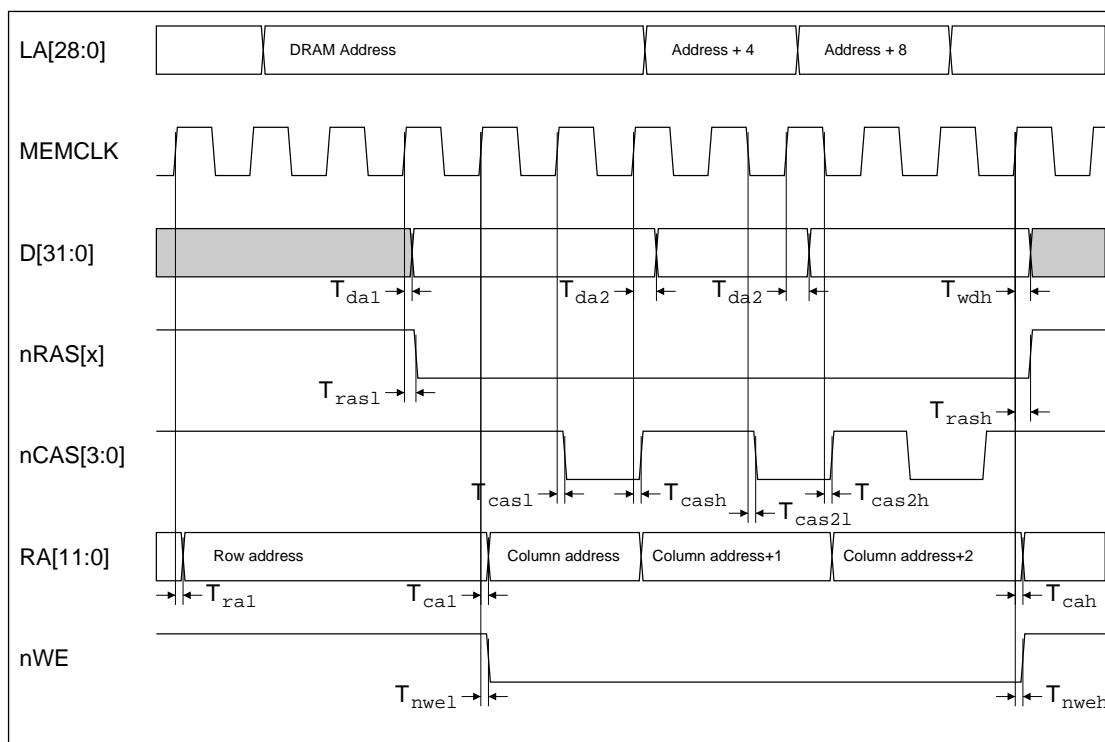 LA[28:0]
DRAM Address
Address + 4
Address + 8
MEMCLK
D[31:0]
Tda1
Tda2
Tda2
Twdh
nRAS[x]
Trasl
Trash
nCAS[3:0]
Tcasl
Tcash
Tcas2l
Tcas2h
RA[11:0]
Row address
Column address
Column address+1
Column address+2
Tra1
Tca1
Tcah
nWE
Tnwel
Tnweh